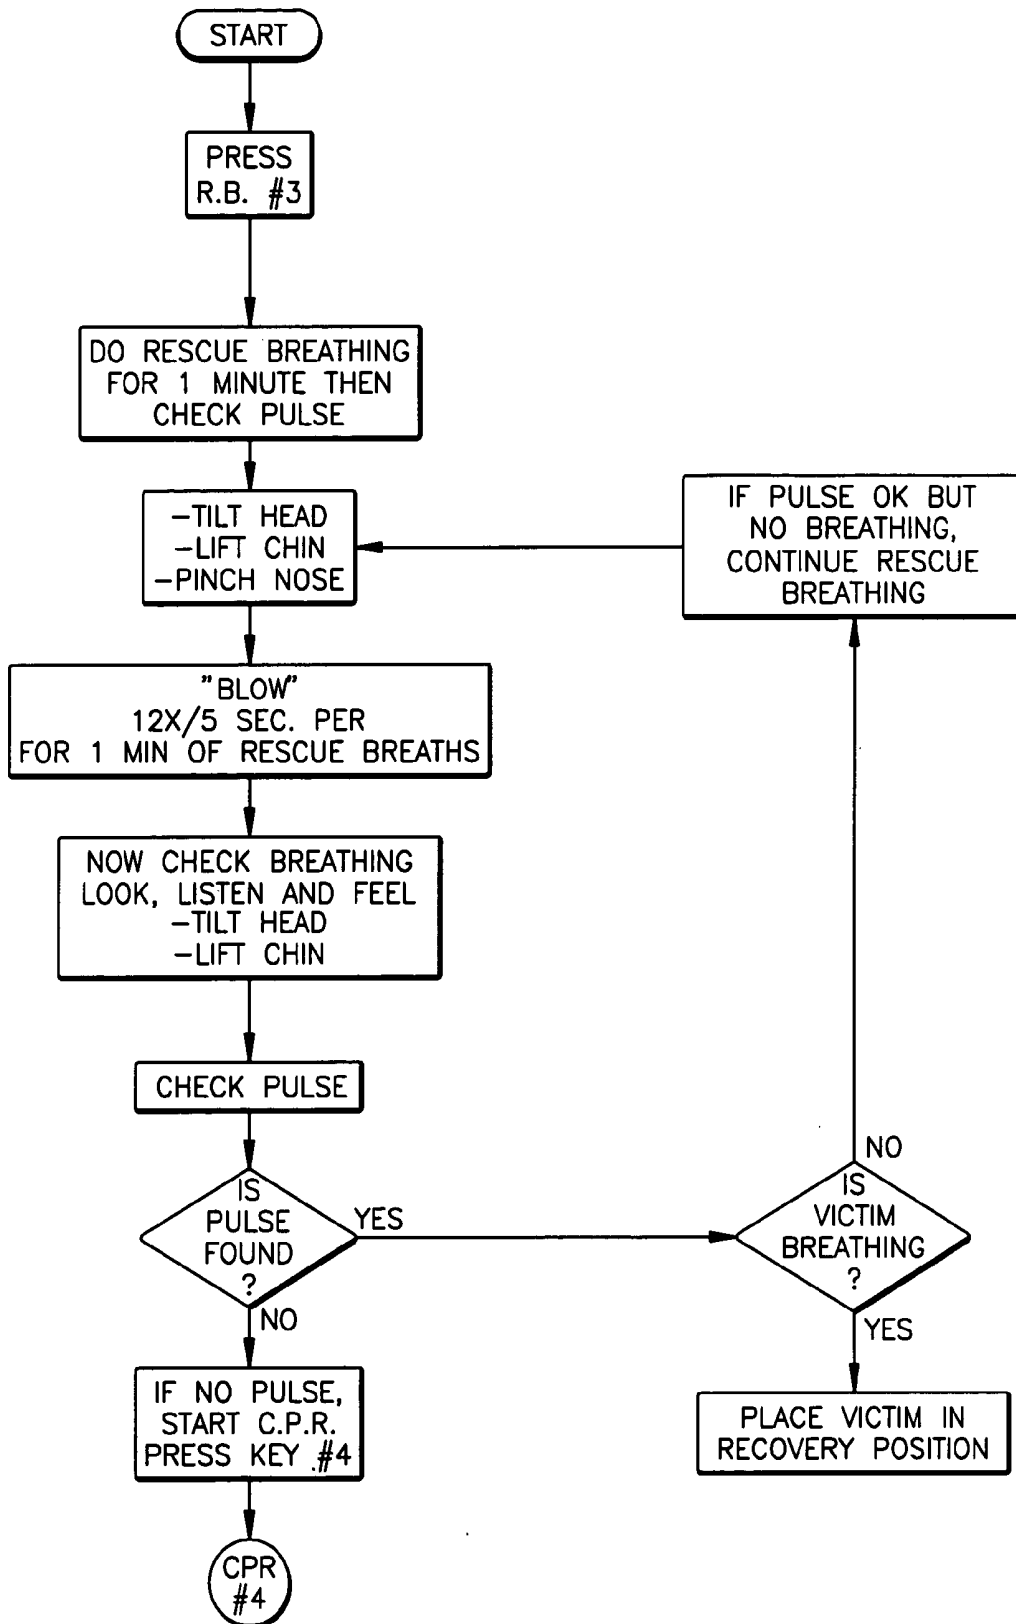 START
PRESS
R.B. #3
DO RESCUE BREATHING
FOR 1 MINUTE THEN
CHECK PULSE
-TILT HEAD
-LIFT CHIN
-PINCH NOSE
IF PULSE OK BUT
NO BREATHING,
CONTINUE RESCUE
BREATHING
"BLOW"
12X/5 SEC. PER
FOR 1 MIN OF RESCUE BREATHS
NOW CHECK BREATHING
LOOK, LISTEN AND FEEL
-TILT HEAD
-LIFT CHIN
CHECK PULSE
IS
PULSE
FOUND
?
YES
NO
IS
VICTIM
BREATHING
?
NO
YES
IF NO PULSE,
START C.P.R.
PRESS KEY #4
PLACE VICTIM IN
RECOVERY POSITION
CPR
#4